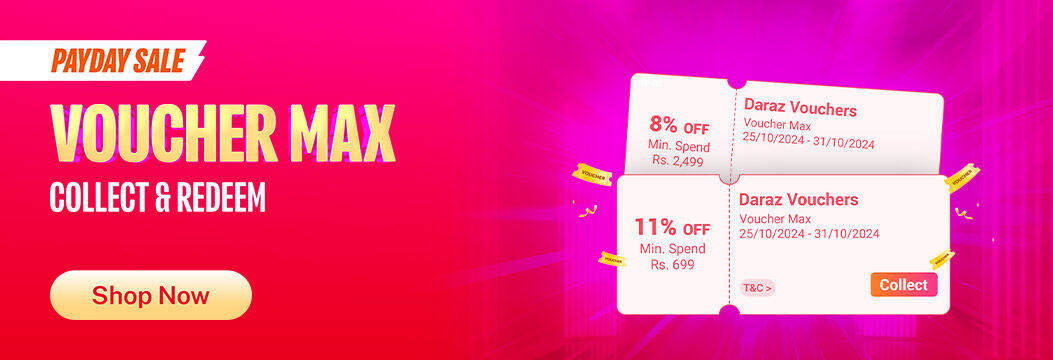 PAYDAY SALE
VOUCHER MAX
COLLECT & REDEEM
Shop Now
8% OFF
Min. Spend
Rs. 2,499
Daraz Vouchers
Voucher Max
25/10/2024 - 31/10/2024
11% OFF
Min. Spend
Rs. 699
Daraz Vouchers
Voucher Max
25/10/2024 - 31/10/2024
T&C >
Collect
VOUCHER
VOUCHER
VOUCHER
VOUCHER